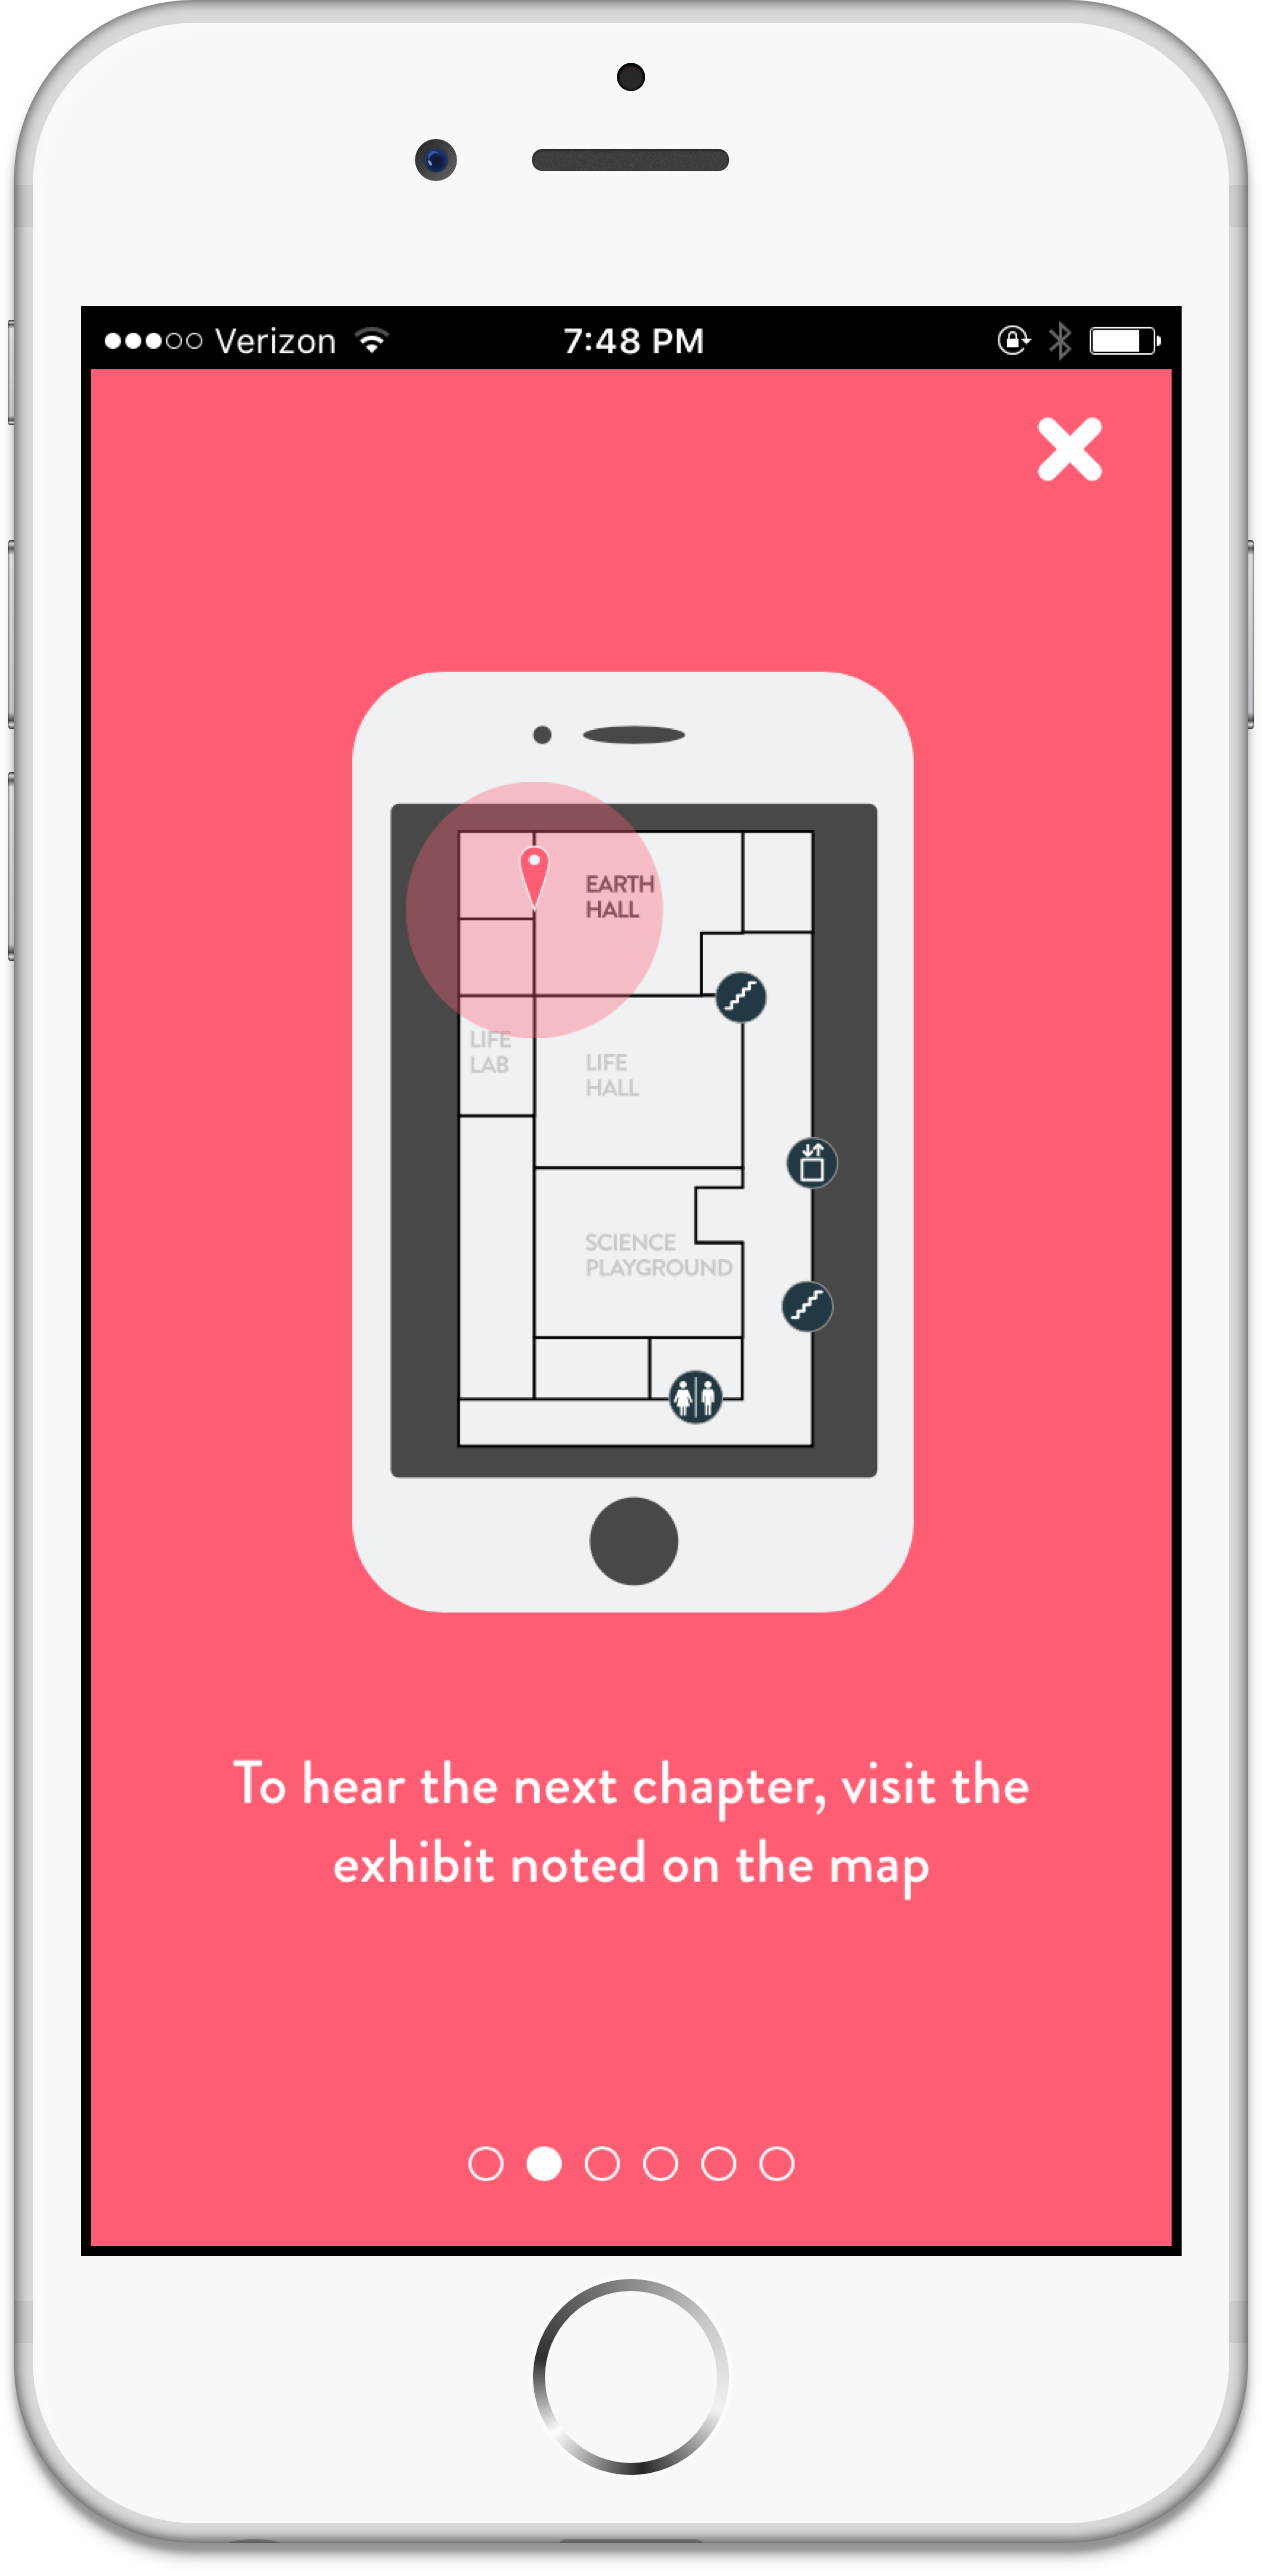 Verizon 7:48 PM
EARTH
HALL
LIFE
LAB
LIFE
HALL
SCIENCE
PLAYGROUND
To hear the next chapter, visit the
exhibit noted on the map